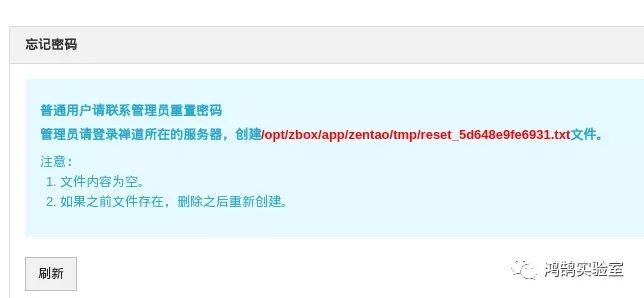 忘记密码
普通用户请联系管理员重置密码
管理员请登录禅道所在的服务器，创建/opt/zbox/app/zentao/tmp/reset_5d648e9fe6931.txt文件。
注意：
1. 文件内容为空。
2. 如果之前文件存在，删除之后重新创建。
刷新
鸿鹄实验室